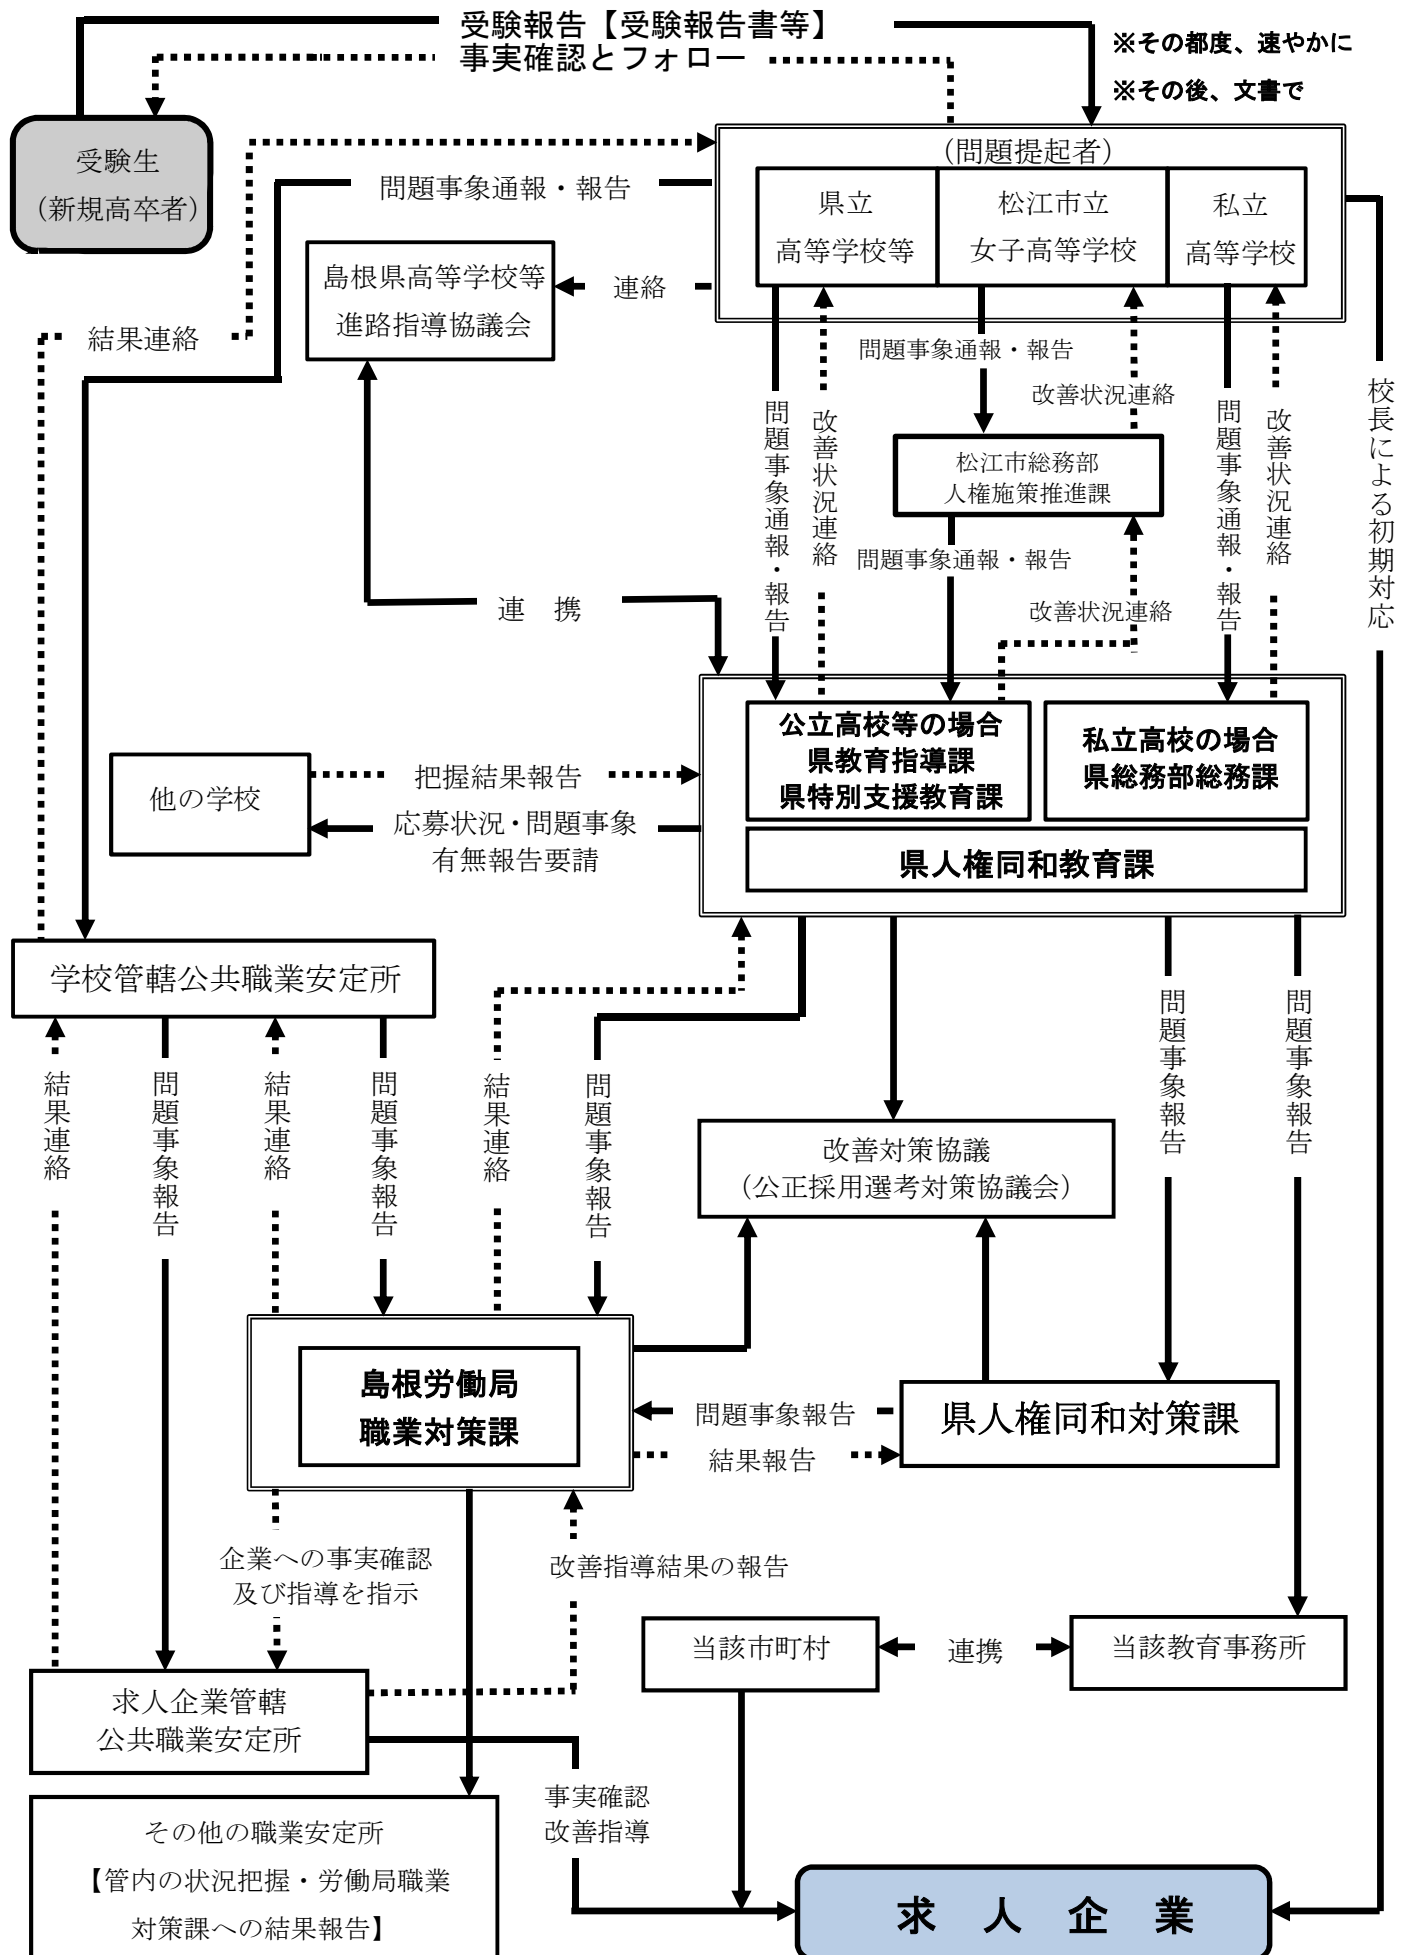 受験報告【受験報告書等】
事実確認とフォロー
※その都度、速やかに
※その後、文書で
受験生
（新規高卒者）
（問題提起者）
県立
高等学校等
松江市立
女子高等学校
私立
高等学校
問題事象通報・報告
島根県高等学校等
進路指導協議会
連絡
結果連絡
問題事象通報・報告
改善状況連絡
問題事象通報・報告
改善状況連絡
問題事象通報・報告
改善状況連絡
校長による初期対応
松江市総務部
人権施策推進課
問題事象通報・報告
改善状況連絡
連　携
公立高校等の場合
県教育指導課
県特別支援教育課
私立高校の場合
県総務部総務課
県人権同和教育課
他の学校
把握結果報告
応募状況・問題事象
有無報告要請
学校管轄公共職業安定所
結果連絡
問題事象報告
結果連絡
問題事象報告
結果連絡
問題事象報告
問題事象報告
問題事象報告
改善対策協議
（公正採用選考対策協議会）
島根労働局
職業対策課
問題事象報告
結果報告
県人権同和対策課
企業への事実確認
及び指導を指示
改善指導結果の報告
当該市町村
連携
当該教育事務所
求人企業管轄
公共職業安定所
事実確認
改善指導
その他の職業安定所
【管内の状況把握・労働局職業
対策課への結果報告】
求　人　企　業